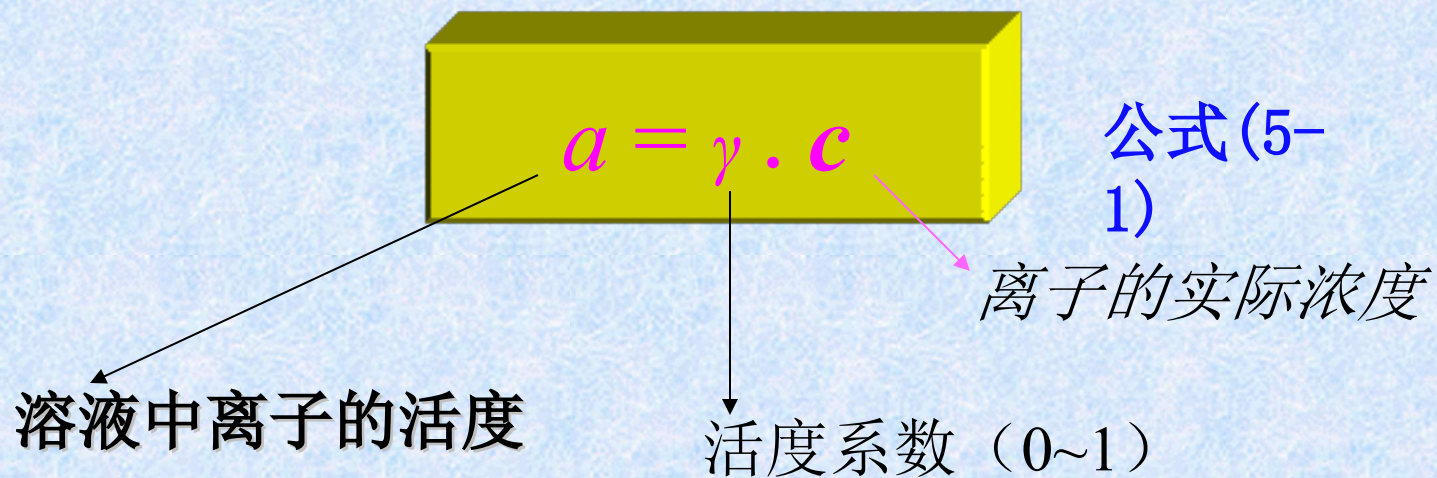 a = γ . c
公式(5-
1)
离子的实际浓度
溶液中离子的活度
活度系数（0~1）